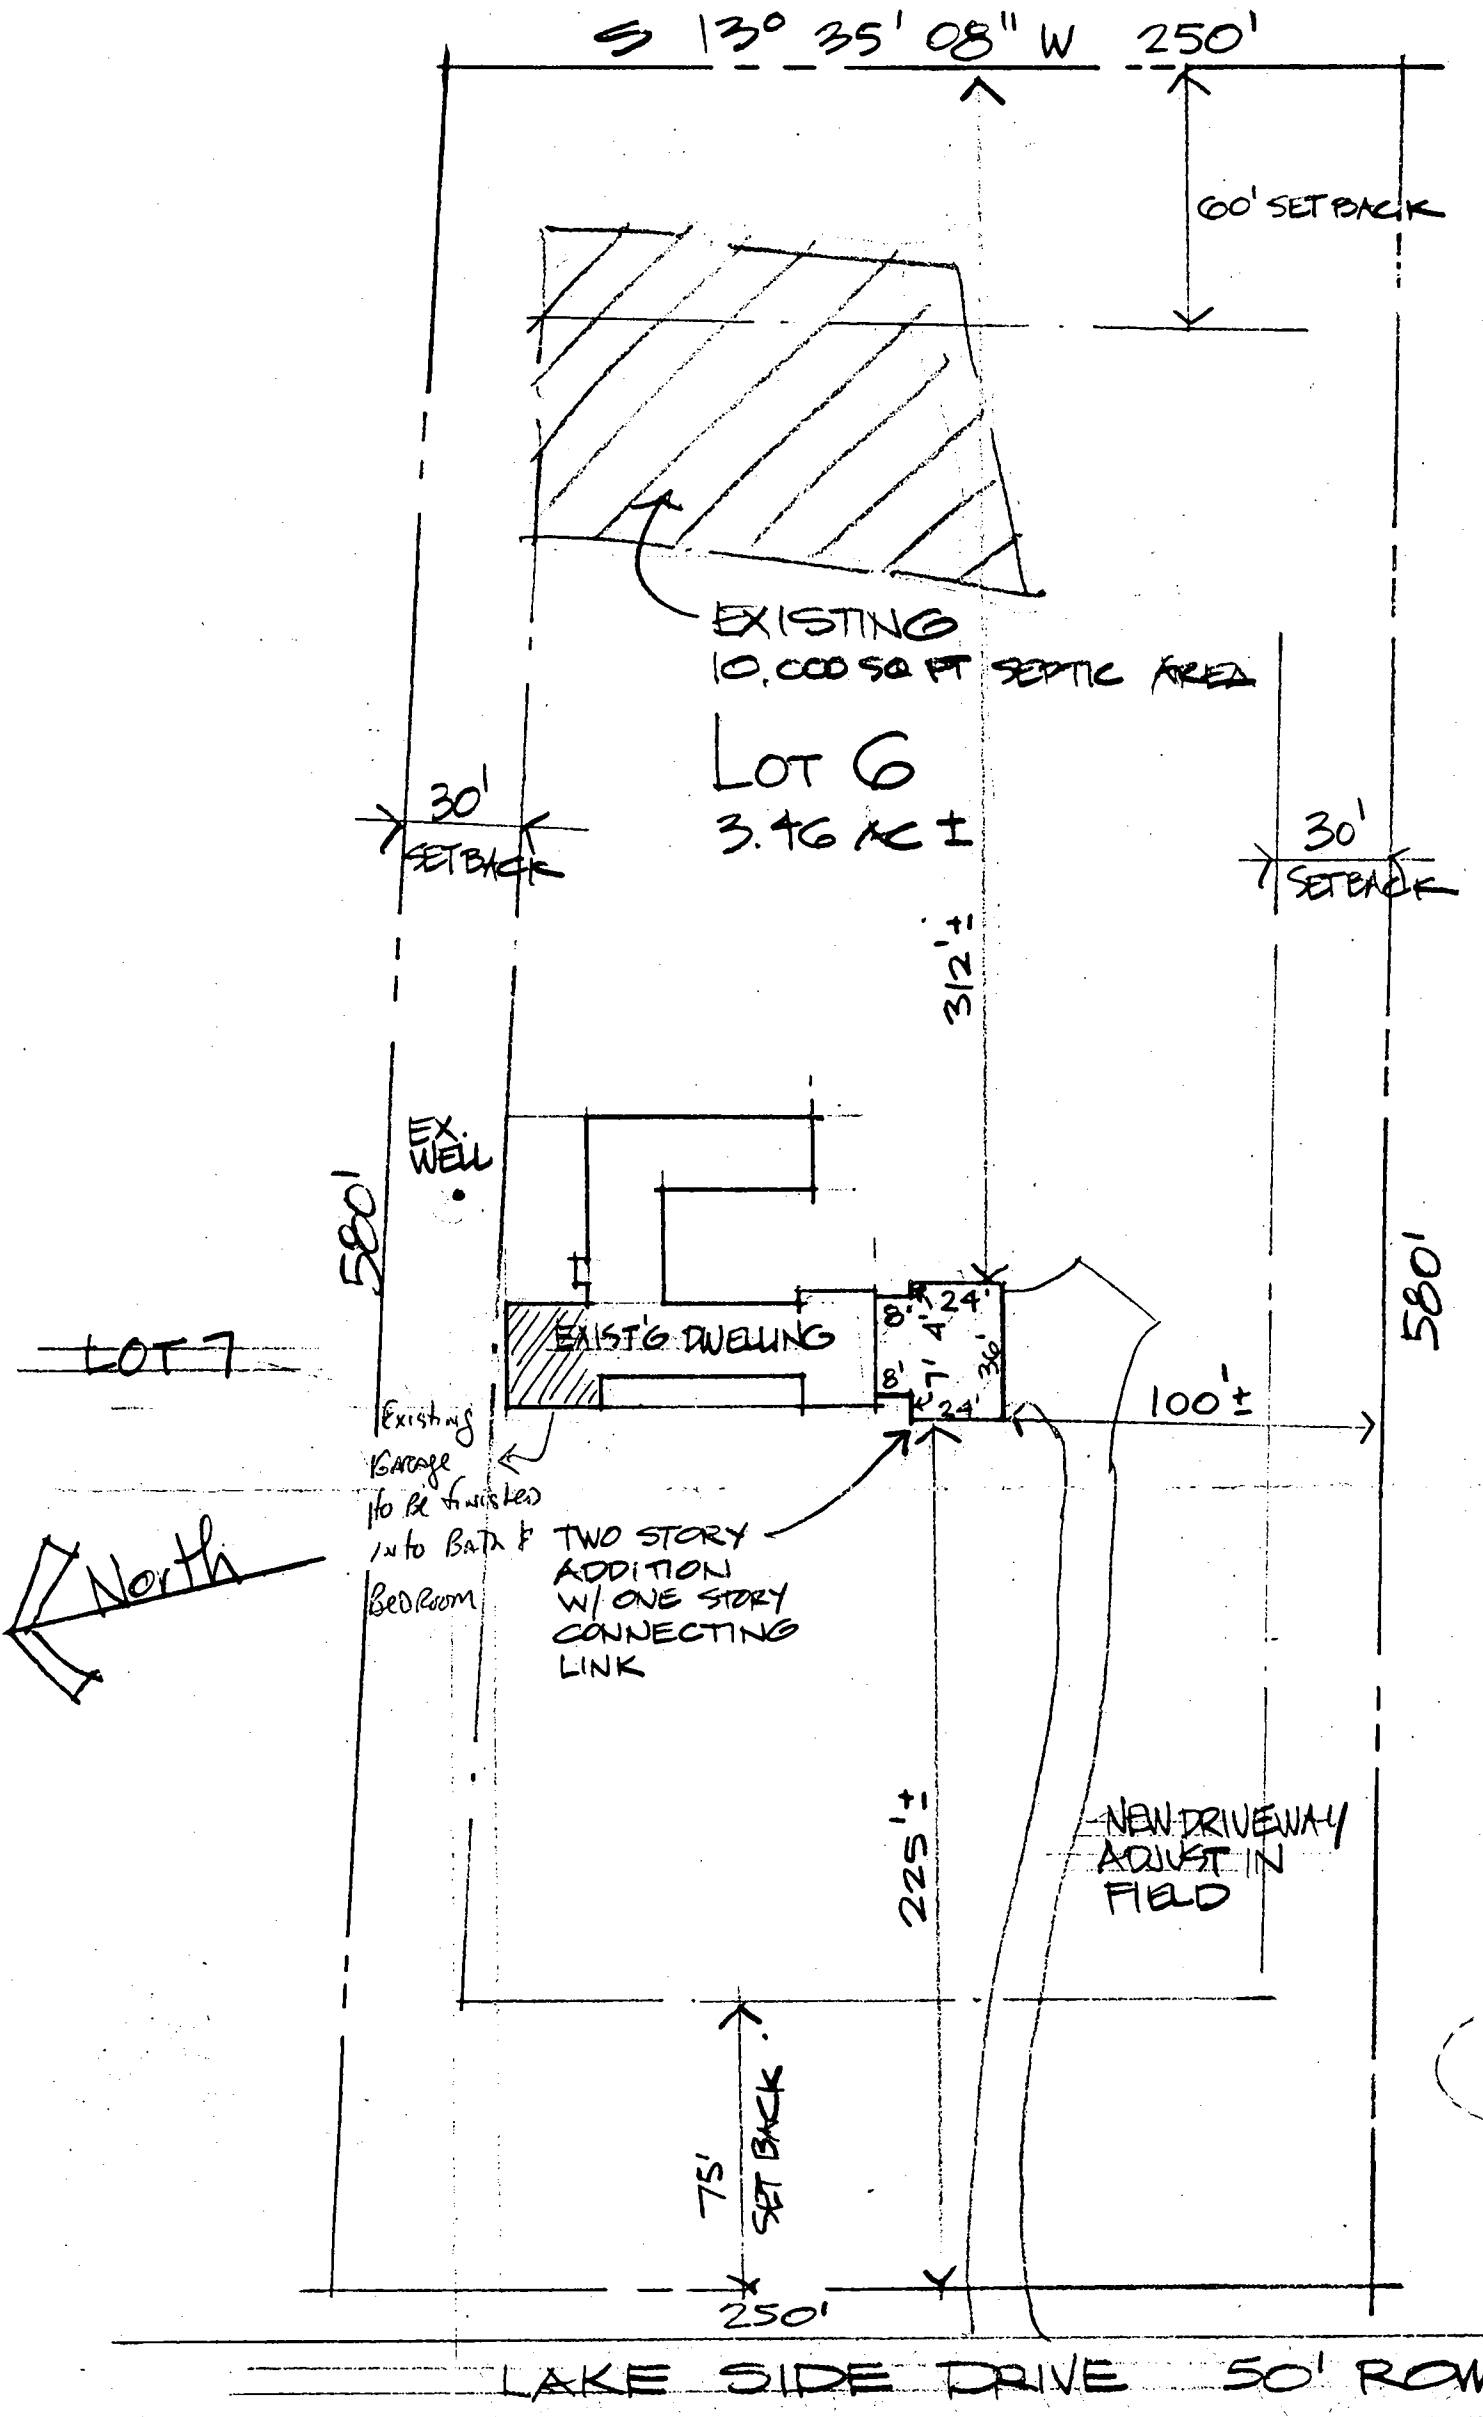 S 13° 35' 08" W 250'
60' SETBACK
EXISTING
10,000 SQ FT SEPTIC AREA
LOT 6
3.46 AC ±
30'
SETBACK
30'
SETBACK
312' ±
EX.
WELL
580'
580'
LOT 7
EXIST'G DWELLING
8'
4'
24'
36'
8'
7'
24'
100' ±
Existing
Garage
to Be finished
into BATH &
BedRoom
North
TWO STORY
ADDITION
W/ ONE STORY
CONNECTING
LINK
225' ±
NEW DRIVEWAY
ADJUST IN
FIELD
75'
SET BACK
250'
LAKE SIDE DRIVE 50' ROW